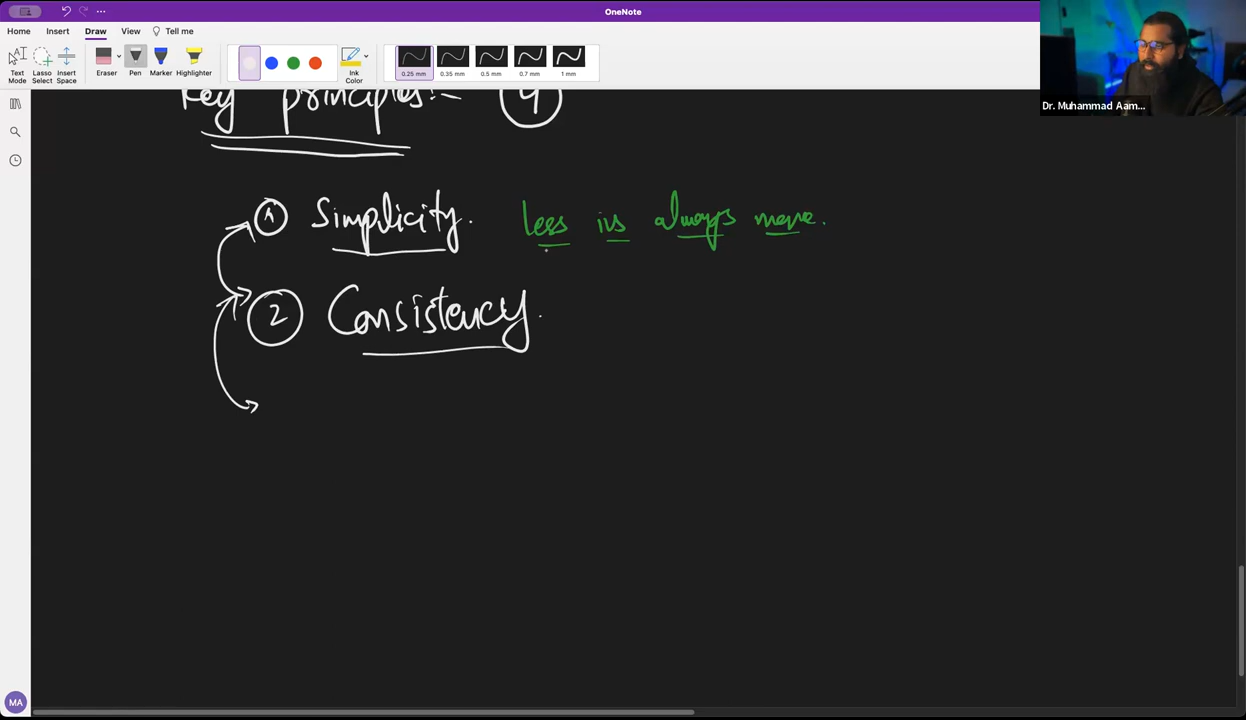 OneNote
Home Insert Draw View Tell me
Text Mode
Lasso Select
Insert Space
Eraser
Pen
Marker
Highlighter
Ink Color
0.25 mm
0.35 mm
0.5 mm
0.7 mm
1 mm
Dr. Muhammad Aam...
Key principles:- 4
1 Simplicity. less is always more.
2 Consistency.
MA